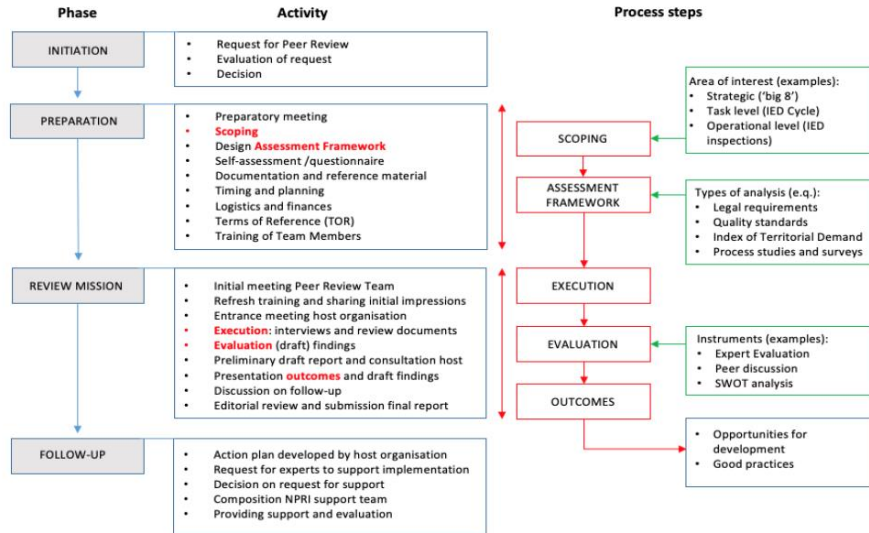 Phase
Activity
Process steps
INITIATION
• Request for Peer Review
• Evaluation of request
• Decision
PREPARATION
• Preparatory meeting
• Scoping
• Design Assessment Framework
• Self-assessment /questionnaire
• Documentation and reference material
• Timing and planning
• Logistics and finances
• Terms of Reference (TOR)
• Training of Team Members
REVIEW MISSION
• Initial meeting Peer Review Team
• Refresh training and sharing initial impressions
• Entrance meeting host organisation
• Execution: interviews and review documents
• Evaluation (draft) findings
• Preliminary draft report and consultation host
• Presentation outcomes and draft findings
• Discussion on follow-up
• Editorial review and submission final report
FOLLOW-UP
• Action plan developed by host organisation
• Request for experts to support implementation
• Decision on request for support
• Composition NPRI support team
• Providing support and evaluation
SCOPING
Area of interest (examples):
• Strategic ('big 8')
• Task level (IED Cycle)
• Operational level (IED
inspections)
ASSESSMENT
FRAMEWORK
Types of analysis (e.q.):
• Legal requirements
• Quality standards
• Index of Territorial Demand
• Process studies and surveys
EXECUTION
EVALUATION
Instruments (examples):
• Expert Evaluation
• Peer discussion
• SWOT analysis
OUTCOMES
• Opportunities for
development
• Good practices